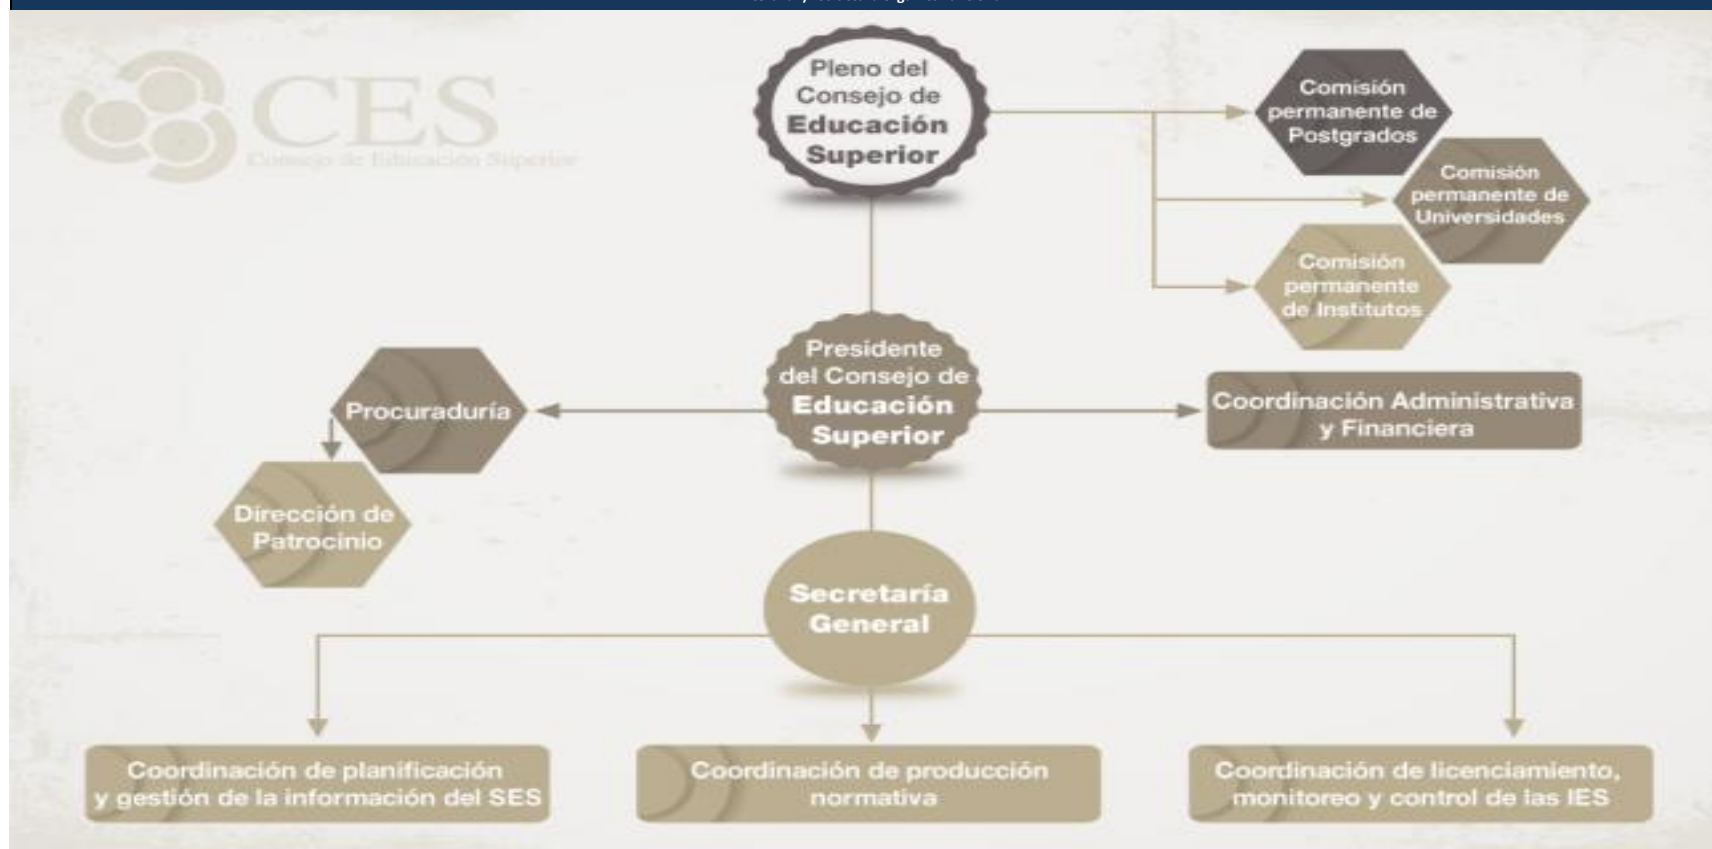 CES
Consejo de Educación Superior
Pleno del
Consejo de
Educación
Superior
Comisión
permanente de
Postgrados
Comisión
permanente de
Universidades
Comisión
permanente
de Institutos
Presidente
del Consejo de
Educación
Superior
Procuraduría
Coordinación Administrativa
y Financiera
Dirección de
Patrocinio
Secretaría
General
Coordinación de planificación
y gestión de la información del SES
Coordinación de producción
normativa
Coordinación de licenciamiento,
monitoreo y control de las IES